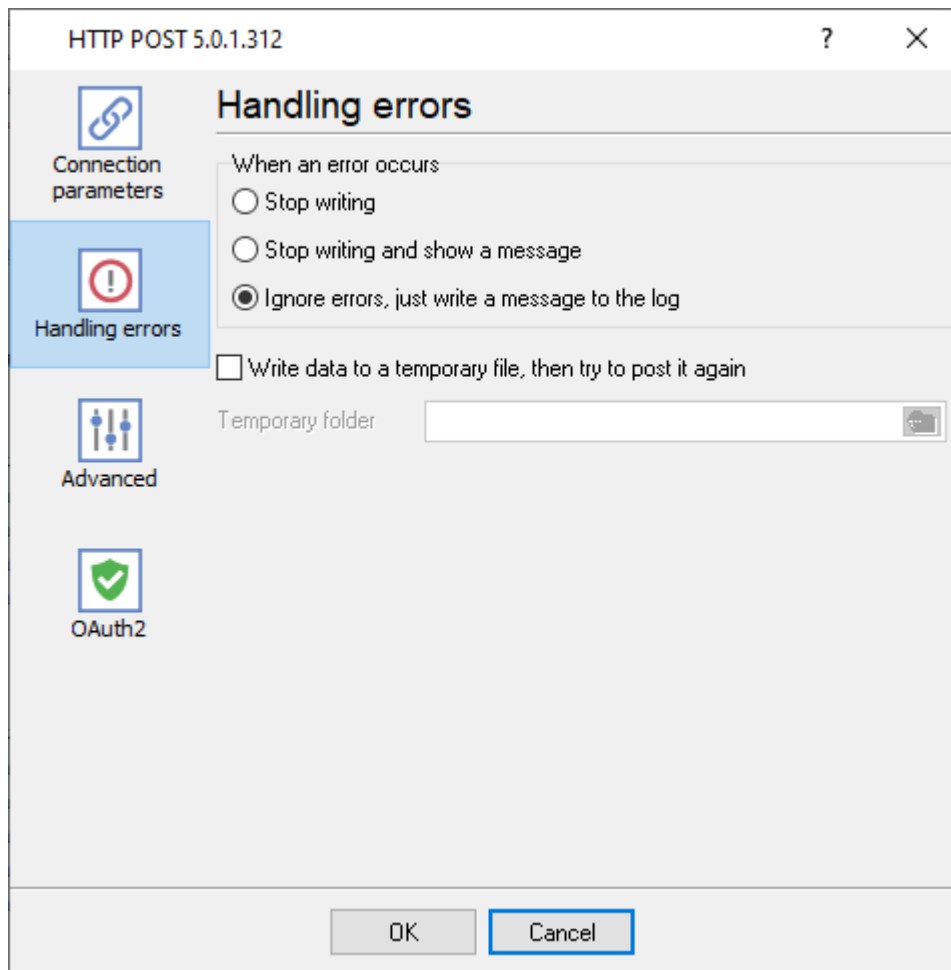 HTTP POST 5.0.1.312
?
Connection
parameters
Handling errors
Advanced
OAuth2
Handling errors
When an error occurs
Stop writing
Stop writing and show a message
Ignore errors, just write a message to the log
Write data to a temporary file, then try to post it again
Temporary folder
OK
Cancel